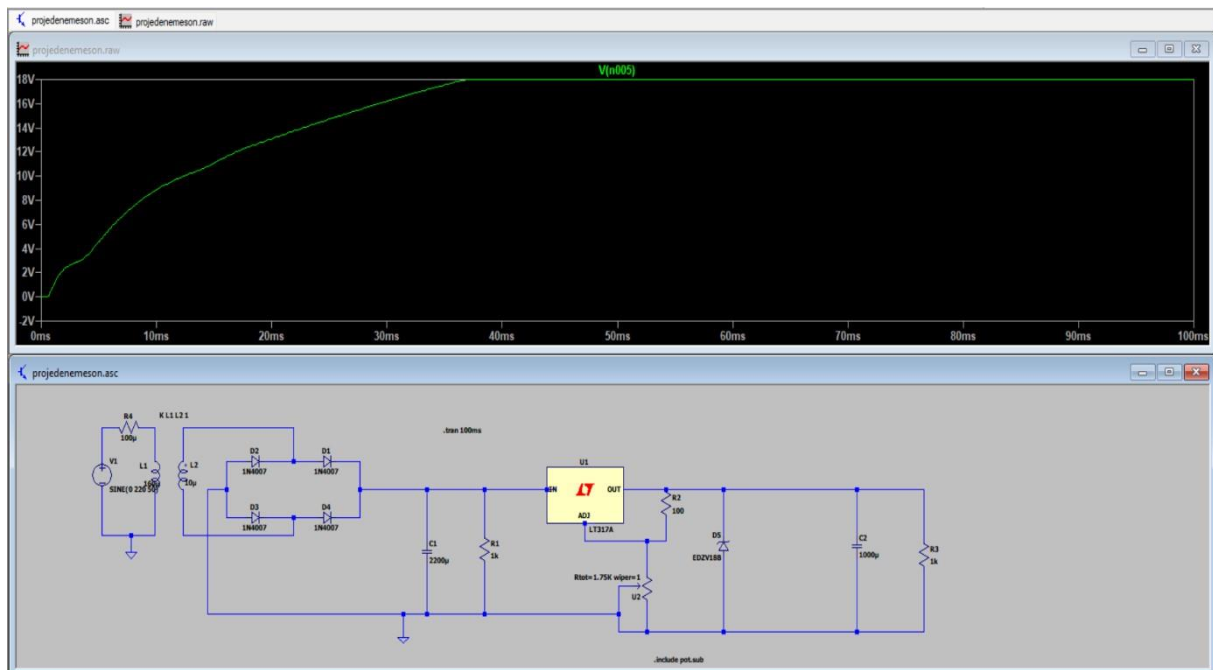 projedenemeson.asc projedenemeson.raw
projedenemeson.raw
V(n005)
18V
16V
14V
12V
10V
8V
6V
4V
2V
0V
-2V
0ms 10ms 20ms 30ms 40ms 50ms 60ms 70ms 80ms 90ms 100ms
projedenemeson.asc
R4
100µ
K L1 L2 1
.tran 100ms
V1
SINE(0 220 50)
L1
L2
10µ
D2
1N4007
D1
1N4007
D3
1N4007
D4
1N4007
C1
2200µ
R1
1k
U1
IN OUT
ADJ
LT317A
R2
100
Rtot=1.75K wiper=1
U2
D5
EDZV18B
C2
1000µ
R3
1k
.include pot.sub